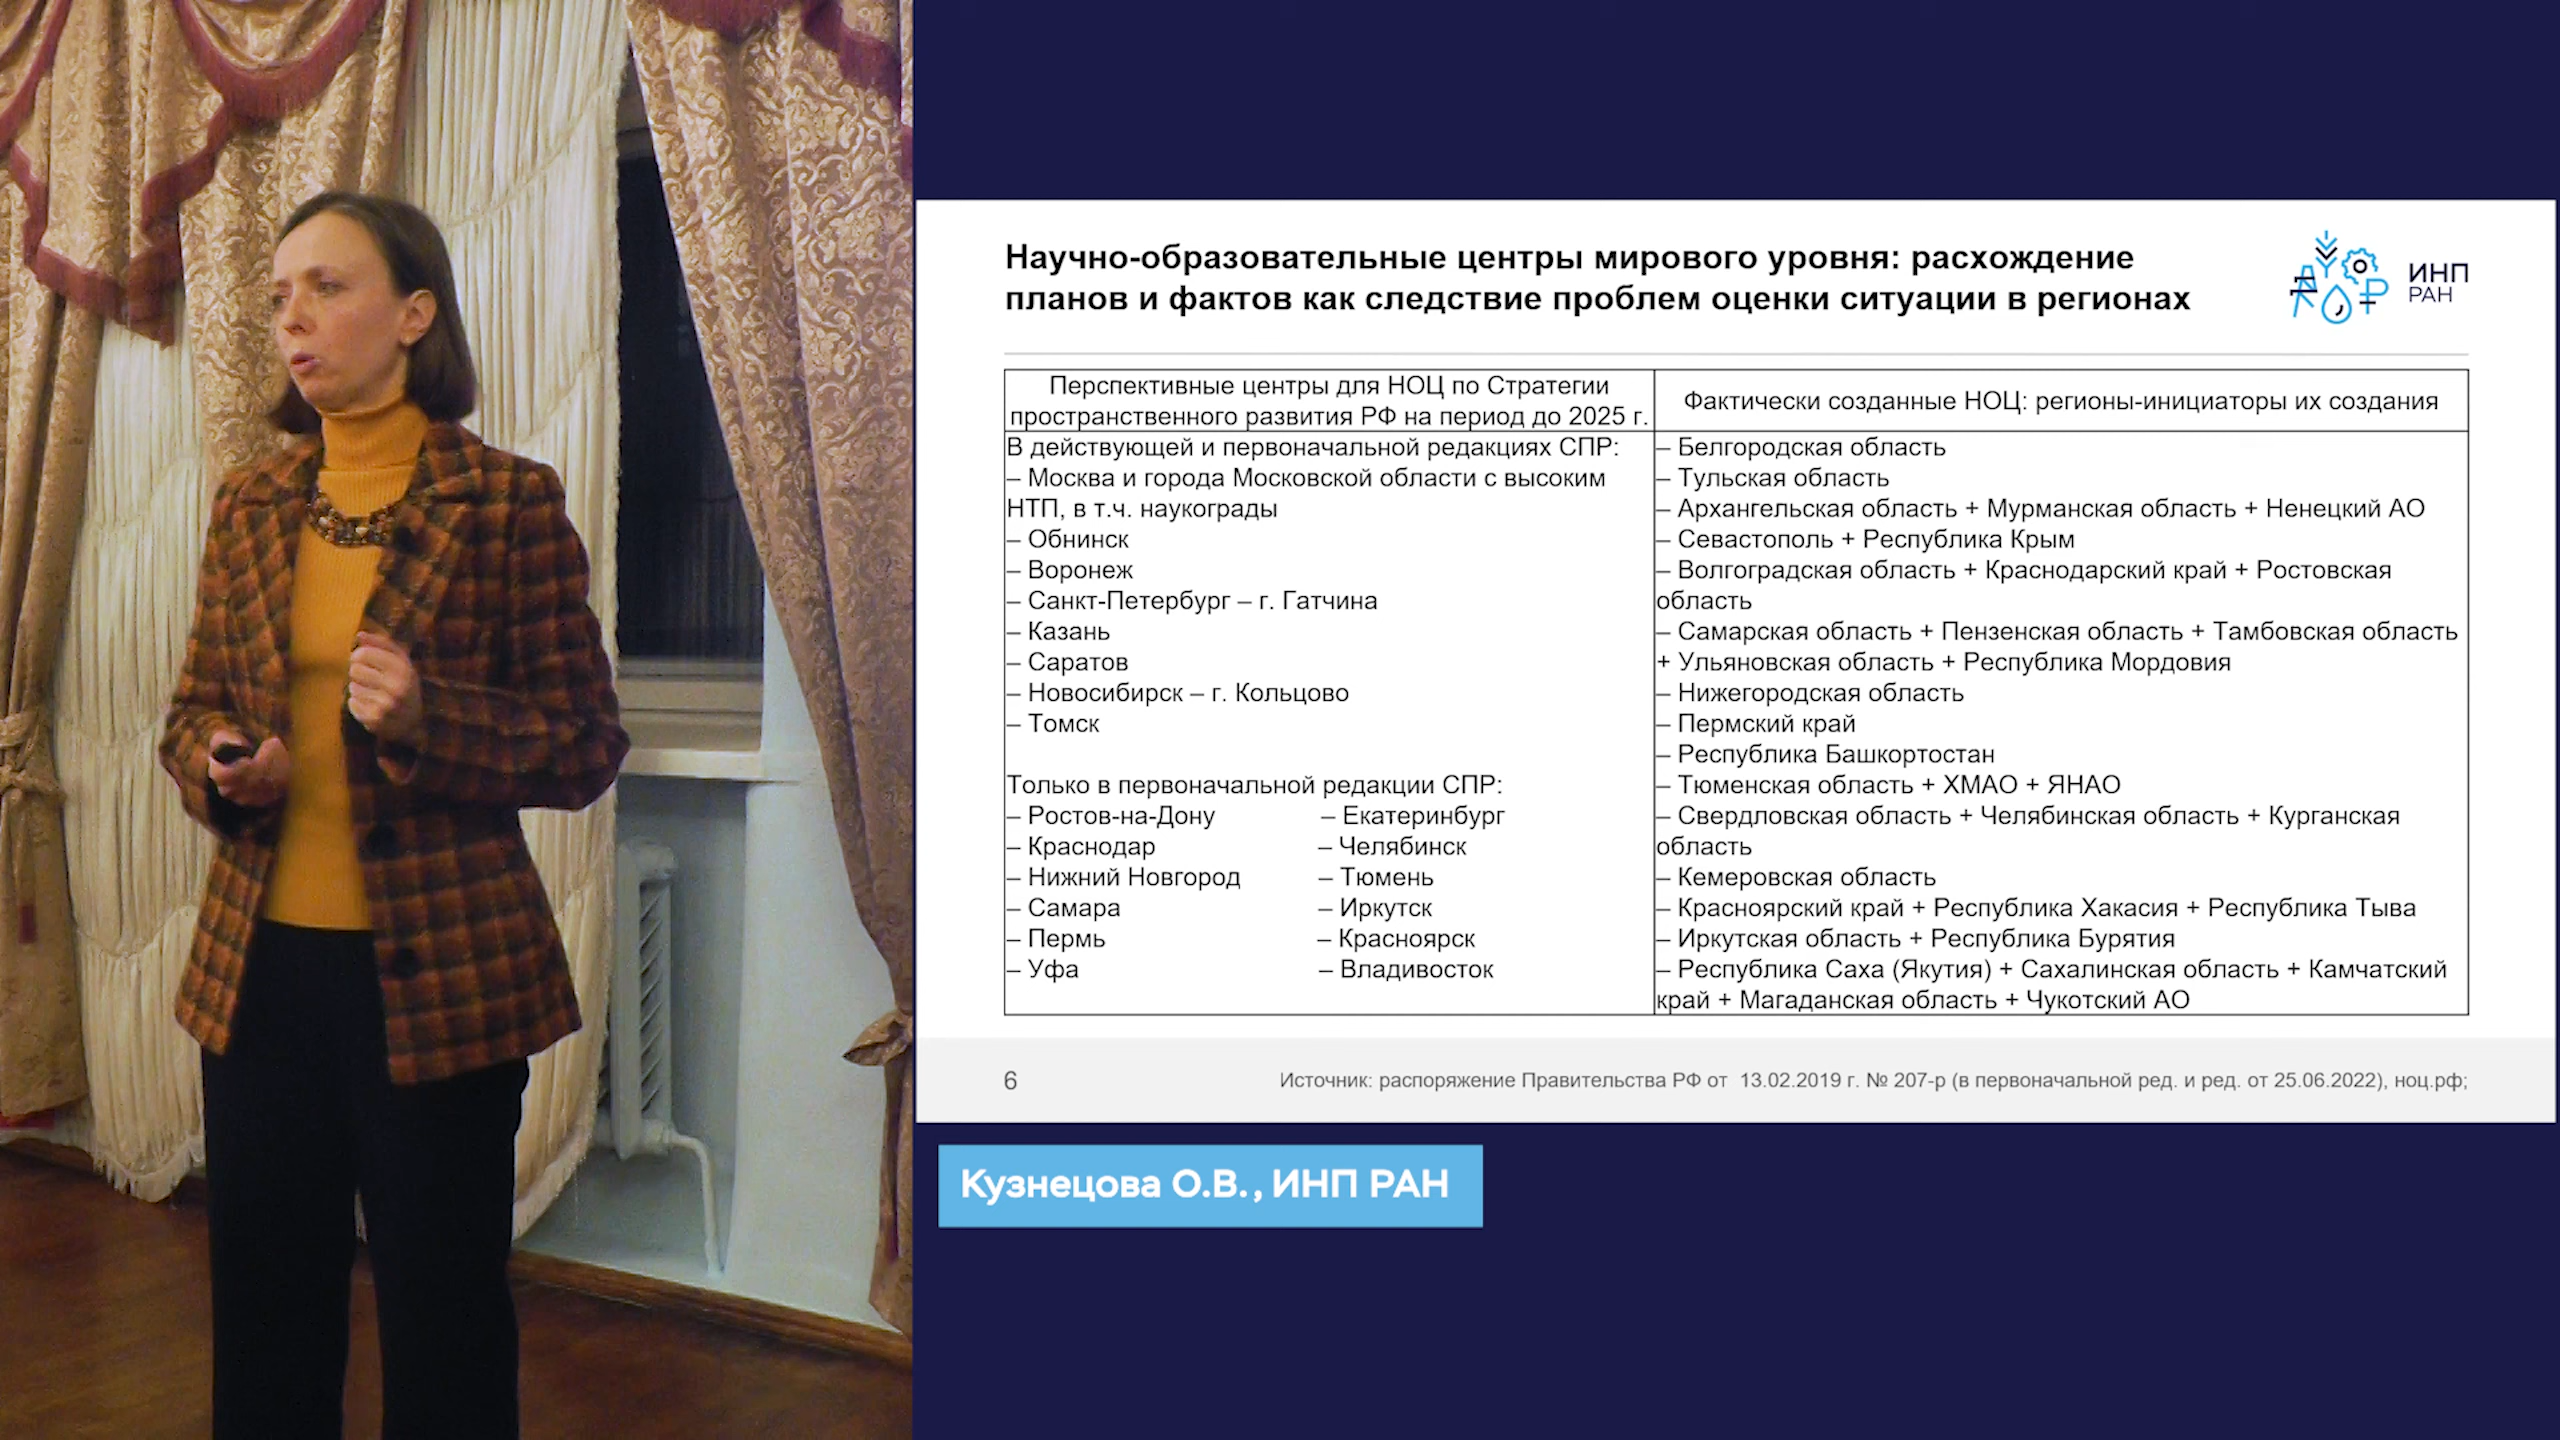 Научно-образовательные центры мирового уровня: расхождение
планов и фактов как следствие проблем оценки ситуации в регионах
ИНП
РАН
Перспективные центры для НОЦ по Стратегии
пространственного развития РФ на период до 2025 г.
Фактически созданные НОЦ: регионы-инициаторы их создания
В действующей и первоначальной редакциях СПР:
– Москва и города Московской области с высоким
НТП, в т.ч. наукограды
– Обнинск
– Воронеж
– Санкт-Петербург – г. Гатчина
– Казань
– Саратов
– Новосибирск – г. Кольцово
– Томск
Только в первоначальной редакции СПР:
– Ростов-на-Дону – Екатеринбург
– Краснодар – Челябинск
– Нижний Новгород – Тюмень
– Самара – Иркутск
– Пермь – Красноярск
– Уфа – Владивосток
– Белгородская область
– Тульская область
– Архангельская область + Мурманская область + Ненецкий АО
– Севастополь + Республика Крым
– Волгоградская область + Краснодарский край + Ростовская
область
– Самарская область + Пензенская область + Тамбовская область
+ Ульяновская область + Республика Мордовия
– Нижегородская область
– Пермский край
– Республика Башкортостан
– Тюменская область + ХМАО + ЯНАО
– Свердловская область + Челябинская область + Курганская
область
– Кемеровская область
– Красноярский край + Республика Хакасия + Республика Тыва
– Иркутская область + Республика Бурятия
– Республика Саха (Якутия) + Сахалинская область + Камчатский
край + Магаданская область + Чукотский АО
6
Источник: распоряжение Правительства РФ от 13.02.2019 г. № 207-р (в первоначальной ред. и ред. от 25.06.2022), ноц.рф;
Кузнецова О.В., ИНП РАН